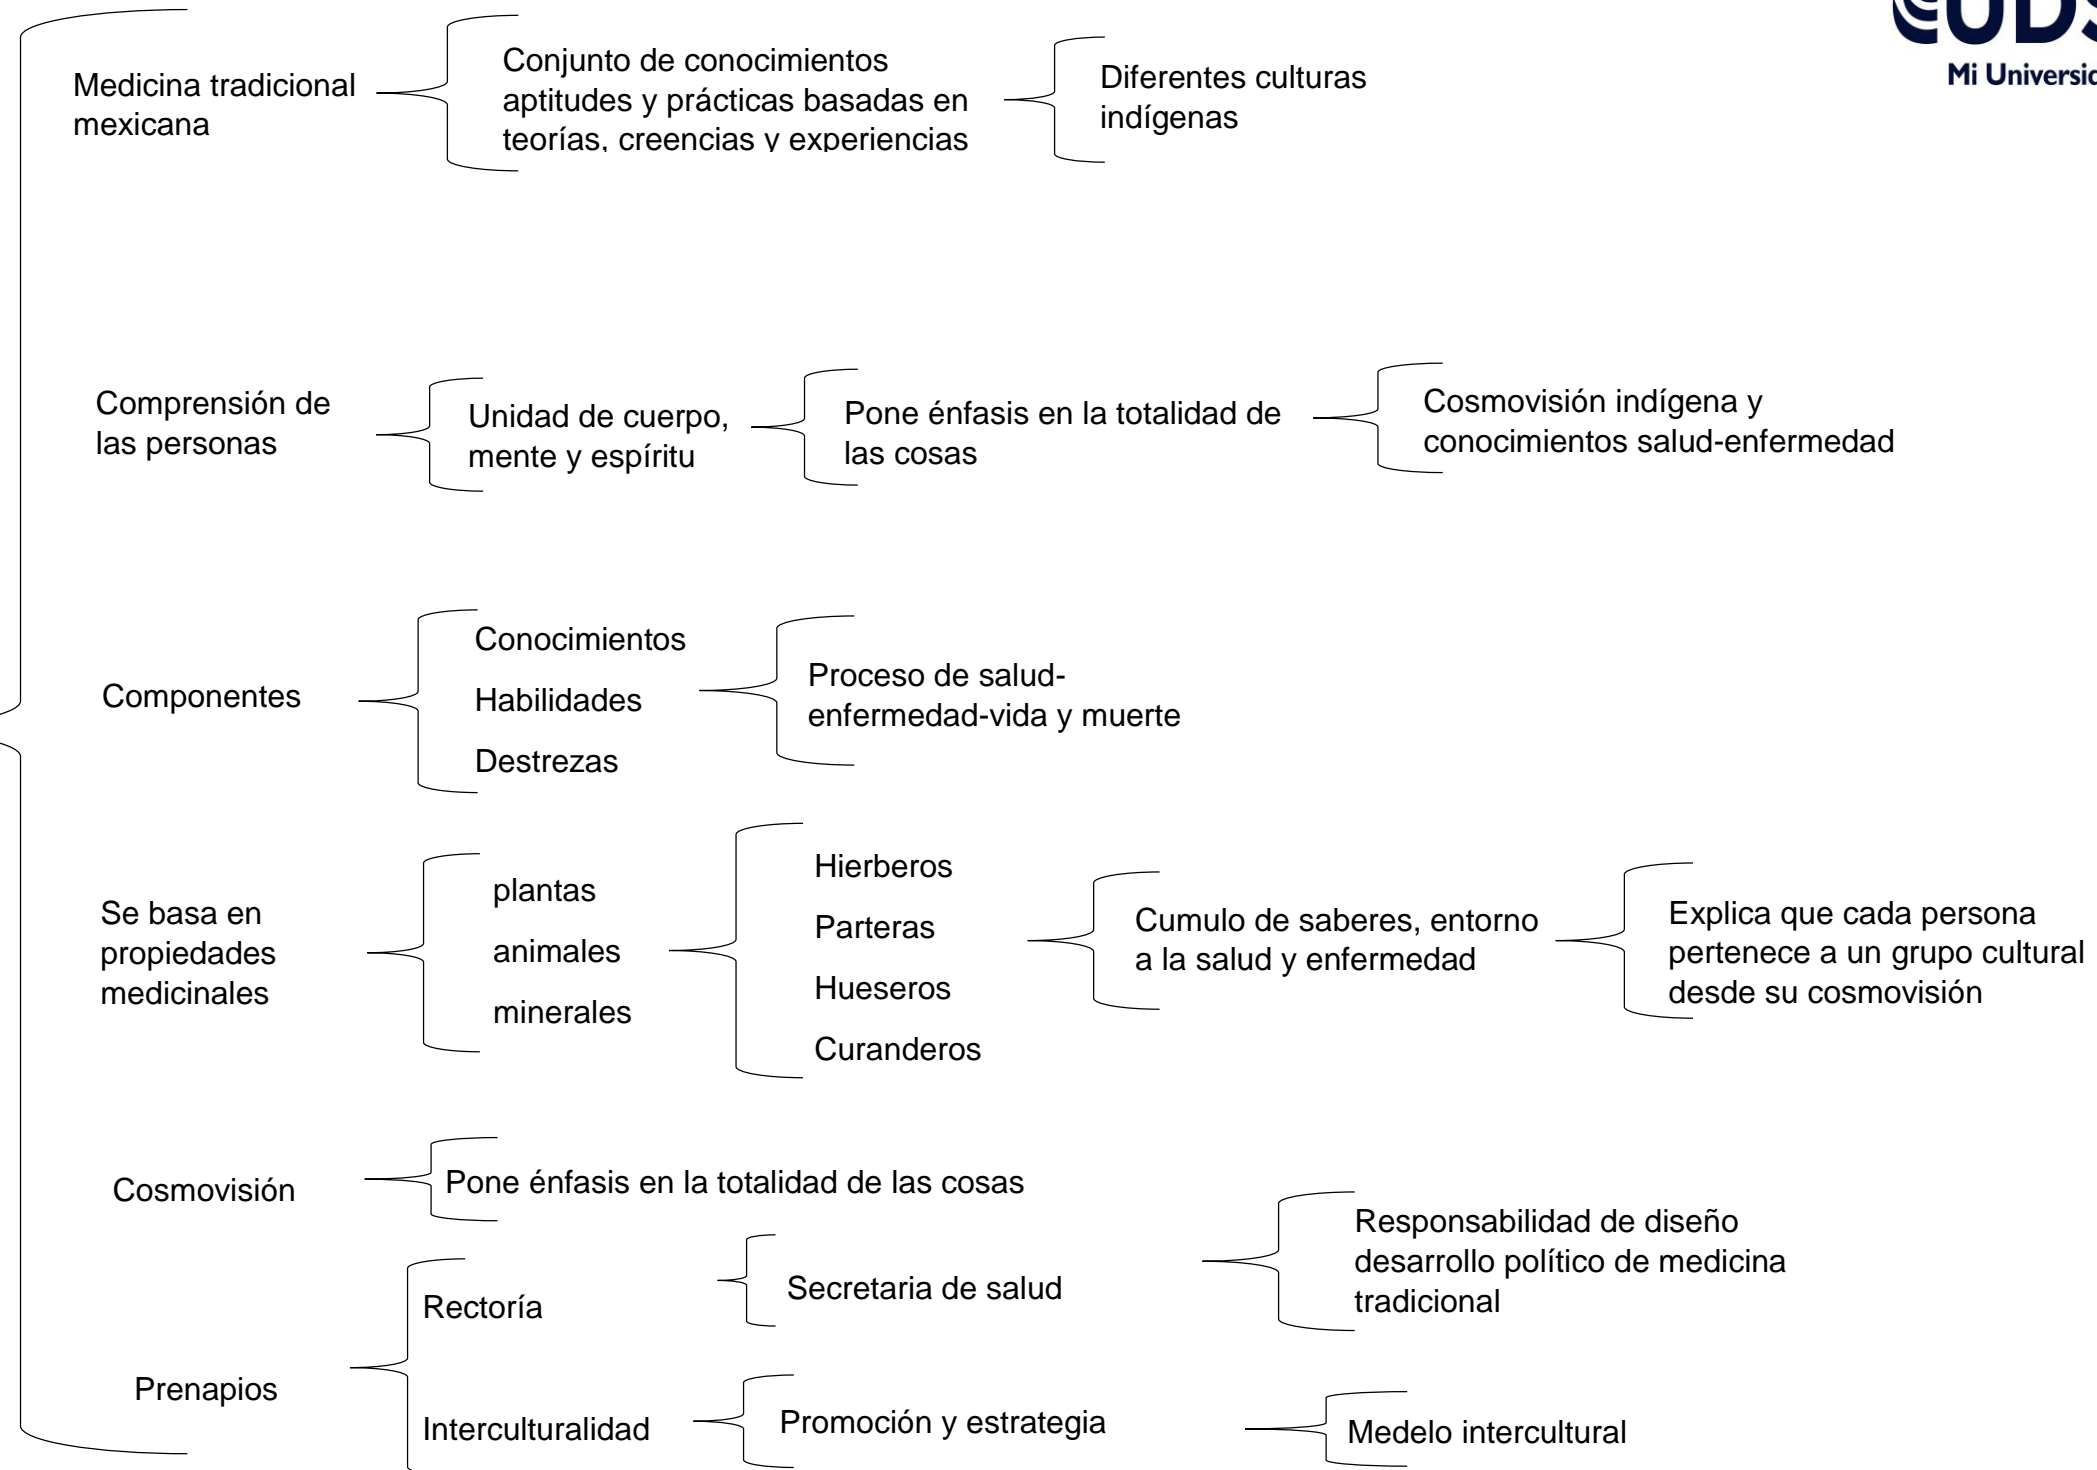 UDS
Mi Universid
Medicina tradicional
mexicana
Conjunto de conocimientos
aptitudes y prácticas basadas en
teorías, creencias y experiencias
Diferentes culturas
indígenas
Comprensión de
las personas
Unidad de cuerpo,
mente y espíritu
Pone énfasis en la totalidad de
las cosas
Cosmovisión indígena y
conocimientos salud-enfermedad
Componentes
Conocimientos
Habilidades
Destrezas
Proceso de salud-
enfermedad-vida y muerte
Se basa en
propiedades
medicinales
plantas
animales
minerales
Hierberos
Parteras
Hueseros
Curanderos
Cumulo de saberes, entorno
a la salud y enfermedad
Explica que cada persona
pertenece a un grupo cultural
desde su cosmovisión
Cosmovisión
Pone énfasis en la totalidad de las cosas
Prenapios
Rectoría
Secretaria de salud
Responsabilidad de diseño
desarrollo político de medicina
tradicional
Interculturalidad
Promoción y estrategia
Medelo intercultural